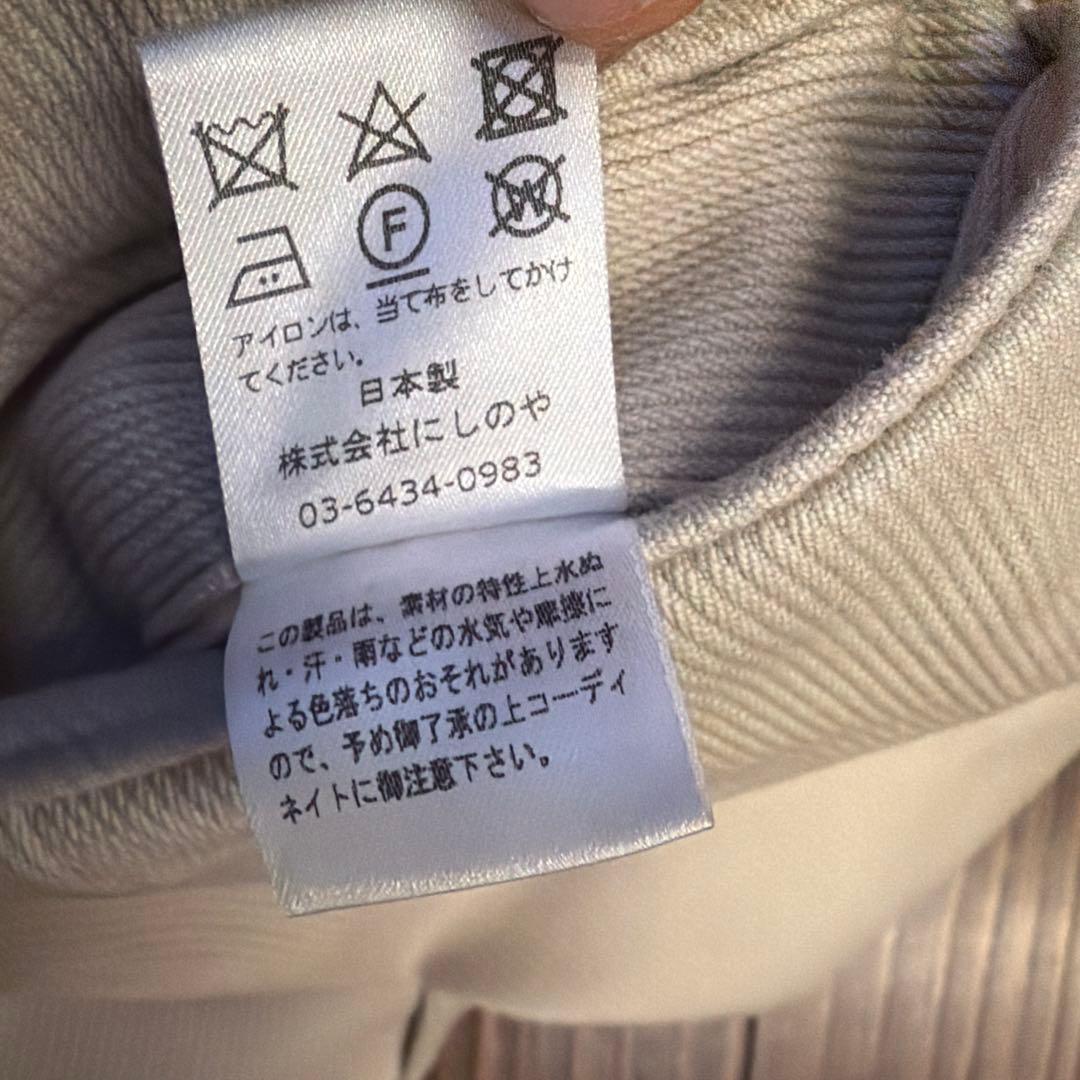 F
W
アイロンは、当て布をしてかけ
てください。
日本製
株式会社にしのや
03-6434-0983
この製品は、素材の特性上水ぬ
れ・汗・雨などの水気や摩擦に
よる色落ちのおそれがあります
ので、予め御了承の上コーディ
ネイトに御注意下さい。